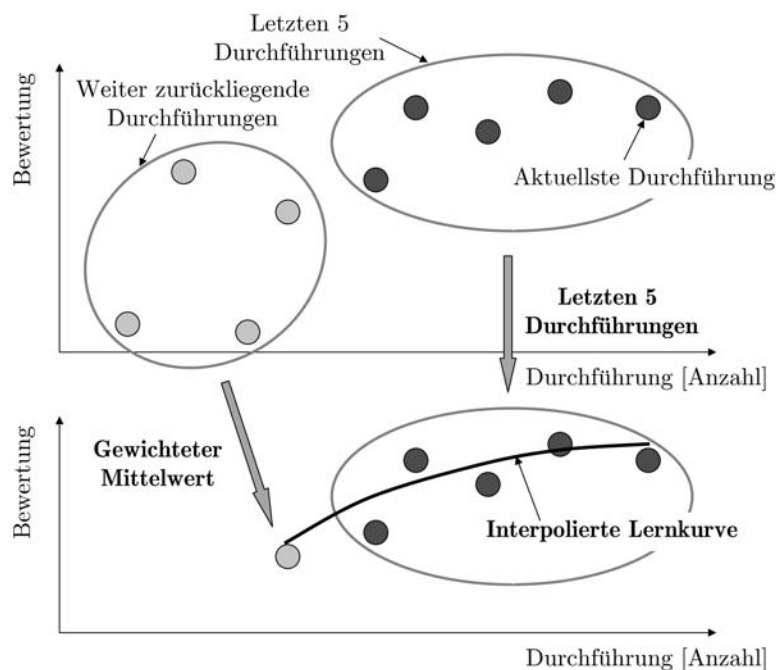 Letzten 5
Durchführungen
Weiter zurückliegende
Durchführungen
Bewertung
Aktuellste Durchführung
Letzten 5
Durchführungen
Durchführung [Anzahl]
Gewichteter
Mittelwert
Bewertung
Interpolierte Lernkurve
Durchführung [Anzahl]